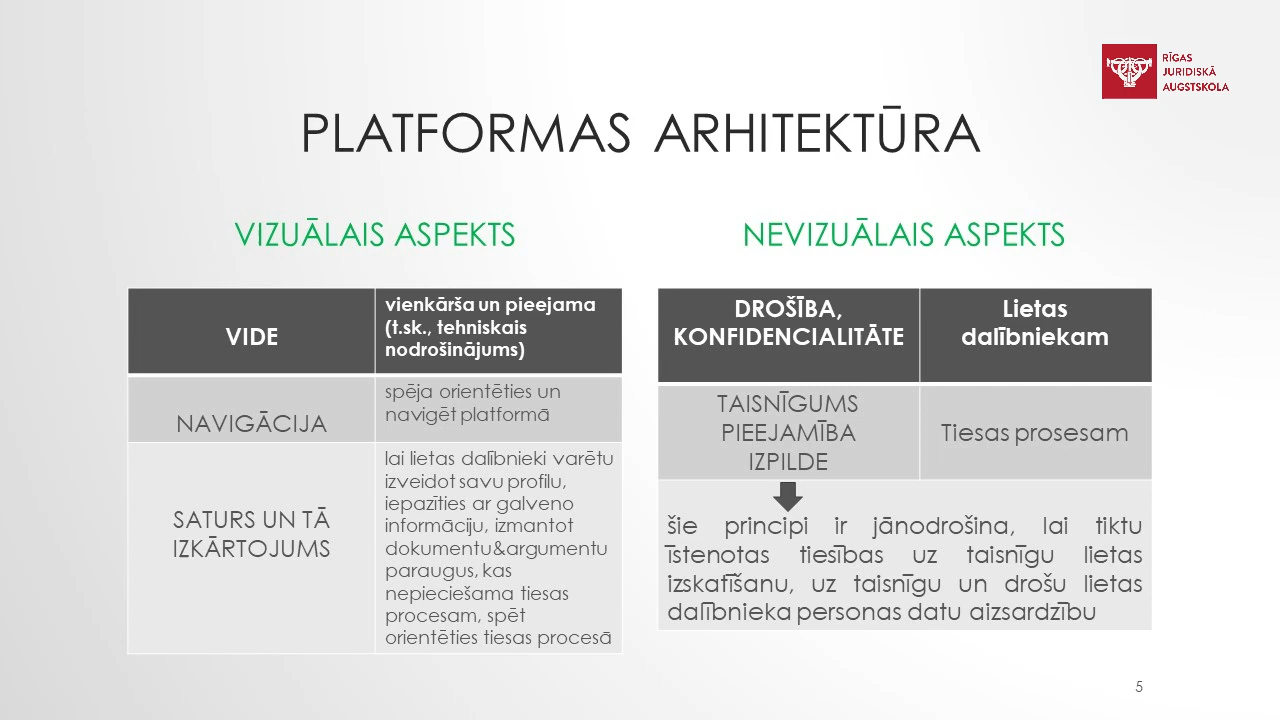 RĪGAS
JURIDISKĀ
AUGSTSKOLA
PLATFORMAS ARHITEKTŪRA
VIZUĀLAIS ASPEKTS
VIDE
vienkārša un pieejama
(t.sk., tehniskais
nodrošinājums)
NAVIGĀCIJA
spēja orientēties un
navigēt platformā
SATURS UN TĀ
IZKĀRTOJUMS
lai lietas dalībnieki varētu
izveidot savu profilu,
iepazīties ar galveno
informāciju, izmantot
dokumentu&argumentu
paraugus, kas
nepieciešama tiesas
procesam, spēt
orientēties tiesas procesā
NEVIZUĀLAIS ASPEKTS
DROŠĪBA,
KONFIDENCIALITĀTE
Lietas
dalībniekam
TAISNĪGUMS
PIEEJAMĪBA
IZPILDE
Tiesas prosesam
šie principi ir jānodrošina, lai tiktu
īstenotas tiesības uz taisnīgu lietas
izskatīšanu, uz taisnīgu un drošu lietas
dalībnieka personas datu aizsardzību
5